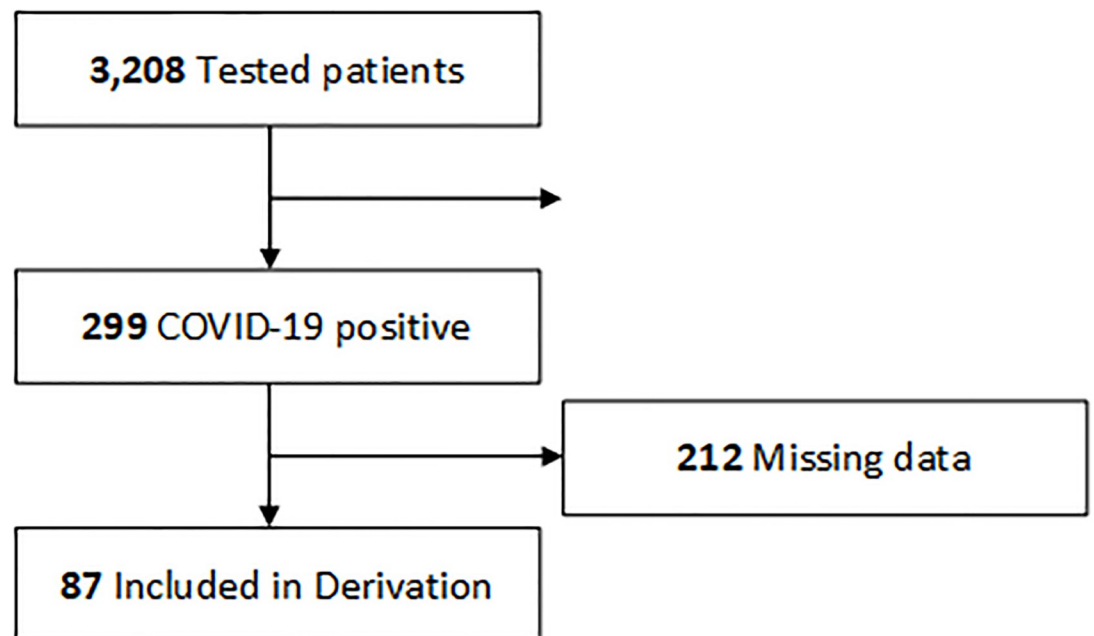 3,208 Tested patients
299 COVID-19 positive
212 Missing data
87 Included in Derivation